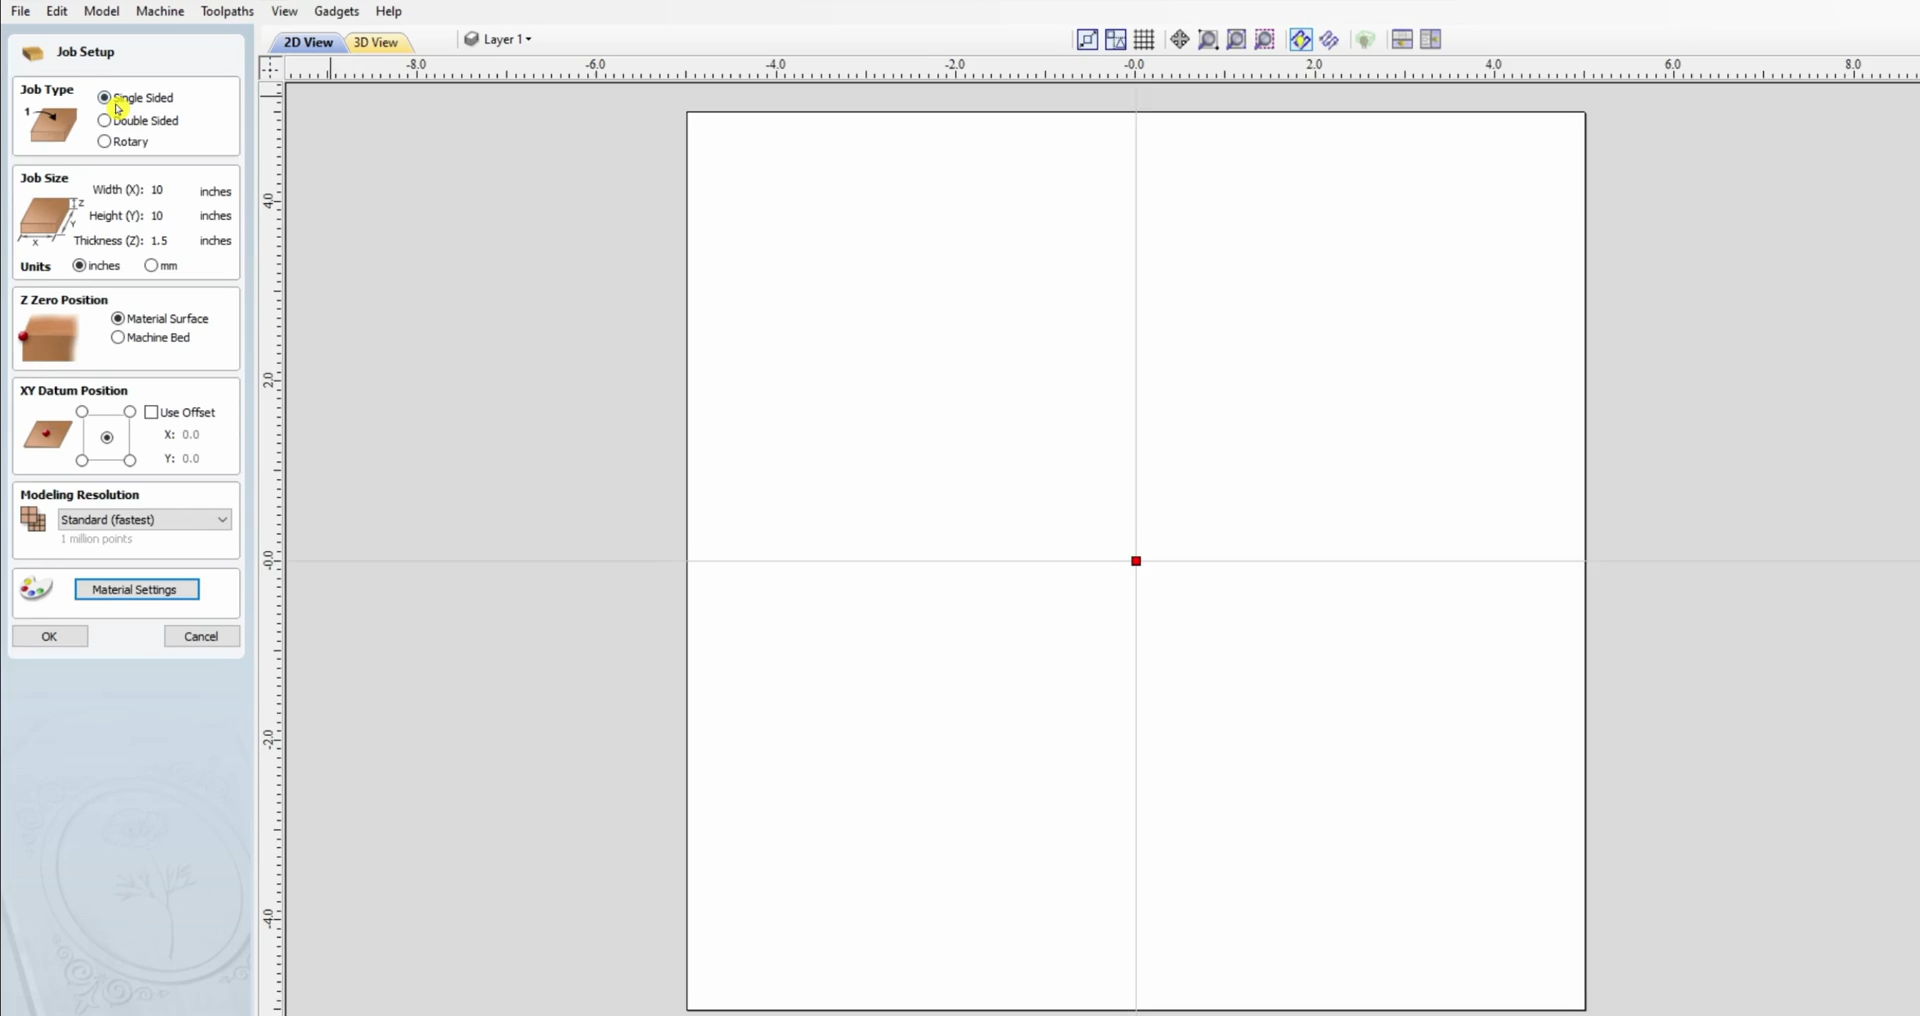 File Edit Model Machine Toolpaths View Gadgets Help
Job Setup
2D View 3D View Layer 1
-8.0 -6.0 -4.0 -2.0 -0.0 2.0 4.0 6.0 8.0
Job Type
1
Single Sided
Double Sided
Rotary
Job Size
Width (X): 10 inches
Height (Y): 10 inches
Thickness (Z): 1.5 inches
Z
Y
X
Units inches mm
Z Zero Position
Material Surface
Machine Bed
XY Datum Position
Use Offset
X: 0.0
Y: 0.0
Modeling Resolution
Standard (fastest)
1 million points
Material Settings
OK Cancel
4.0
2.0
-0.0
-2.0
-4.0